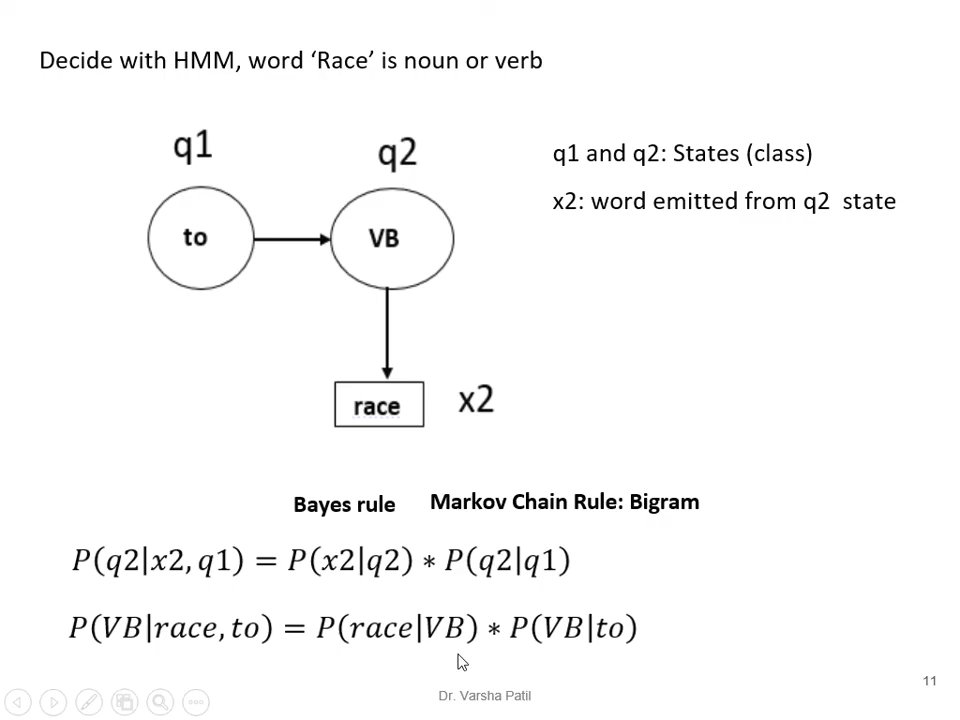 Decide with HMM, word ‘Race’ is noun or verb
q1
q2
q1 and q2: States (class)
x2: word emitted from q2 state
to
VB
race
x2
Bayes rule
Markov Chain Rule: Bigram
P(q2|x2, q1) = P(x2|q2) ∗ P(q2|q1)
P(VB|race, to) = P(race|VB) ∗ P(VB|to)
Dr. Varsha Patil
11